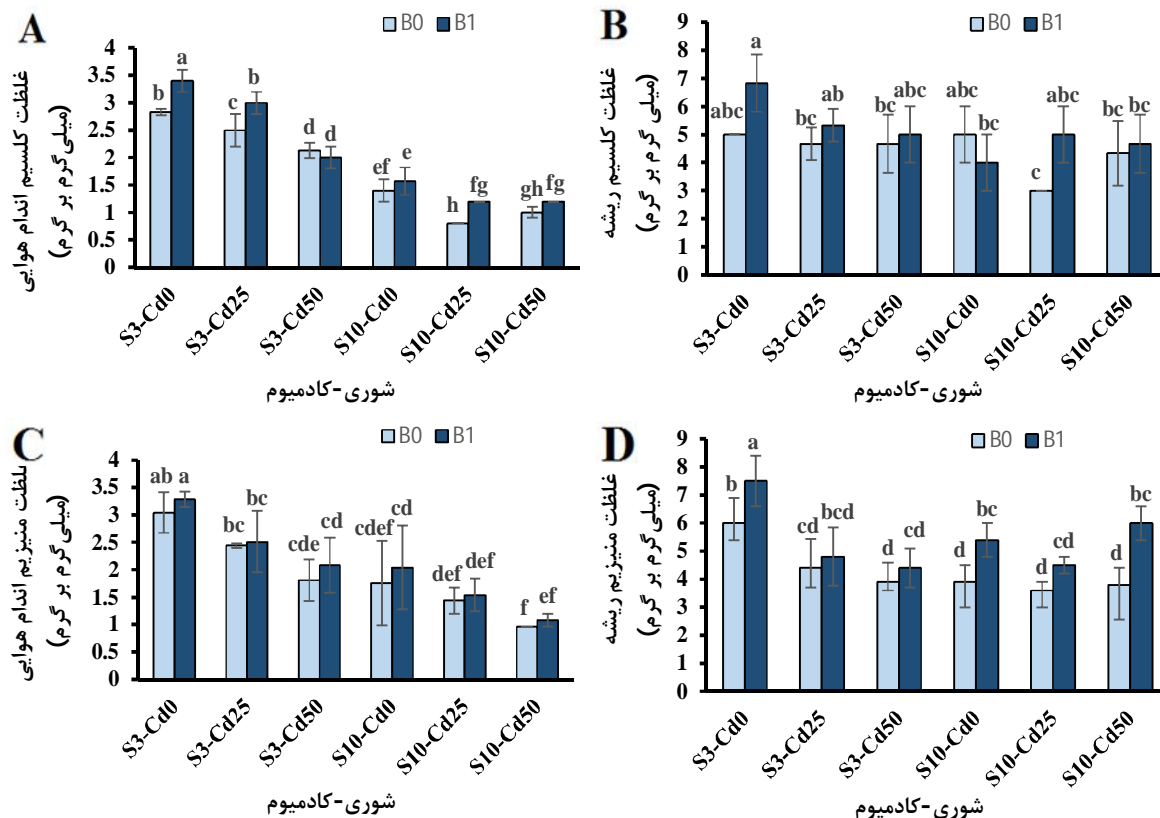 A
B0 B1
غلظت کلسیم اندام هوایی
(میلی‌گرم بر گرم)
4
3.5
3
2.5
2
1.5
1
0.5
0
b a
c b
d d
ef e
h fg
gh fg
S3-Cd0
S3-Cd25
S3-Cd50
S10-Cd0
S10-Cd25
S10-Cd50
شوری-کادمیوم
B
B0 B1
غلظت کلسیم ریشه
(میلی گرم بر گرم)
9
8
7
6
5
4
3
2
1
0
abc a
bc ab
bc abc
abc bc
c abc
bc bc
S3-Cd0
S3-Cd25
S3-Cd50
S10-Cd0
S10-Cd25
S10-Cd50
شوری-کادمیوم
C
B0 B1
غلظت منیزیم اندام هوایی
(میلی‌گرم بر گرم)
4
3.5
3
2.5
2
1.5
1
0.5
0
ab a
bc bc
cde cd
cdef cd
def def
f ef
S3-Cd0
S3-Cd25
S3-Cd50
S10-Cd0
S10-Cd25
S10-Cd50
شوری-کادمیوم
D
B0 B1
غلظت منیزیم ریشه
(میلی گرم بر گرم)
9
8
7
6
5
4
3
2
1
0
b a
cd bcd
d cd
d bc
d cd
d bc
S3-Cd0
S3-Cd25
S3-Cd50
S10-Cd0
S10-Cd25
S10-Cd50
شوری-کادمیوم